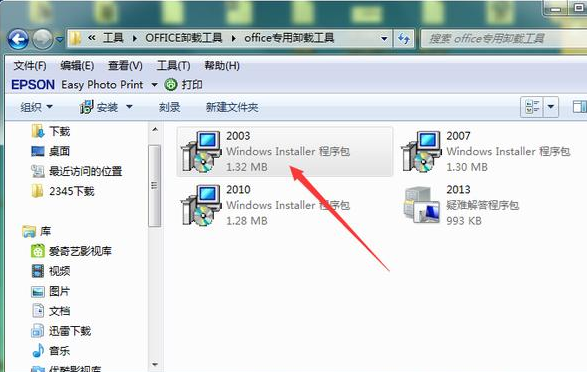 « 工具 ▸ OFFICE卸载工具 ▸ office专用卸载工具
搜索 office专用卸载工具
文件(F) 编辑(E) 查看(V) 工具(T) 帮助(H)
EPSON Easy Photo Print 打印
组织 安装 刻录 新建文件夹
下载
桌面
最近访问的位置
2345下载
库
爱奇艺影视库
视频
图片
文档
迅雷下载
音乐
优酷影视库
2003
Windows Installer 程序包
1.32 MB
2007
Windows Installer 程序包
1.30 MB
2010
Windows Installer 程序包
1.28 MB
2013
疑难解答程序包
993 KB